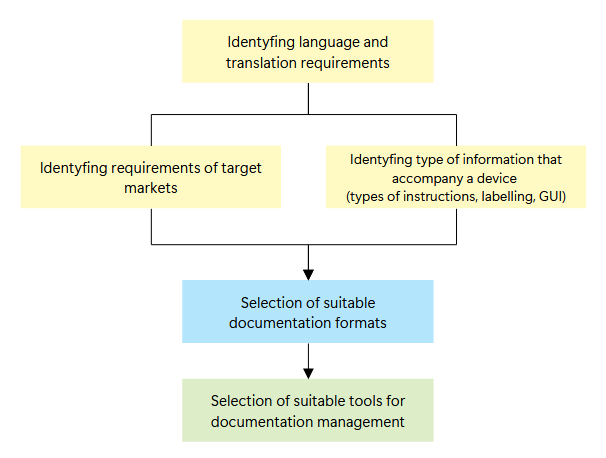 Identyfing language and
translation requirements
Identyfing requirements of target
markets
Identyfing type of information that
accompany a device
(types of instructions, labelling, GUI)
Selection of suitable
documentation formats
Selection of suitable tools for
documentation management